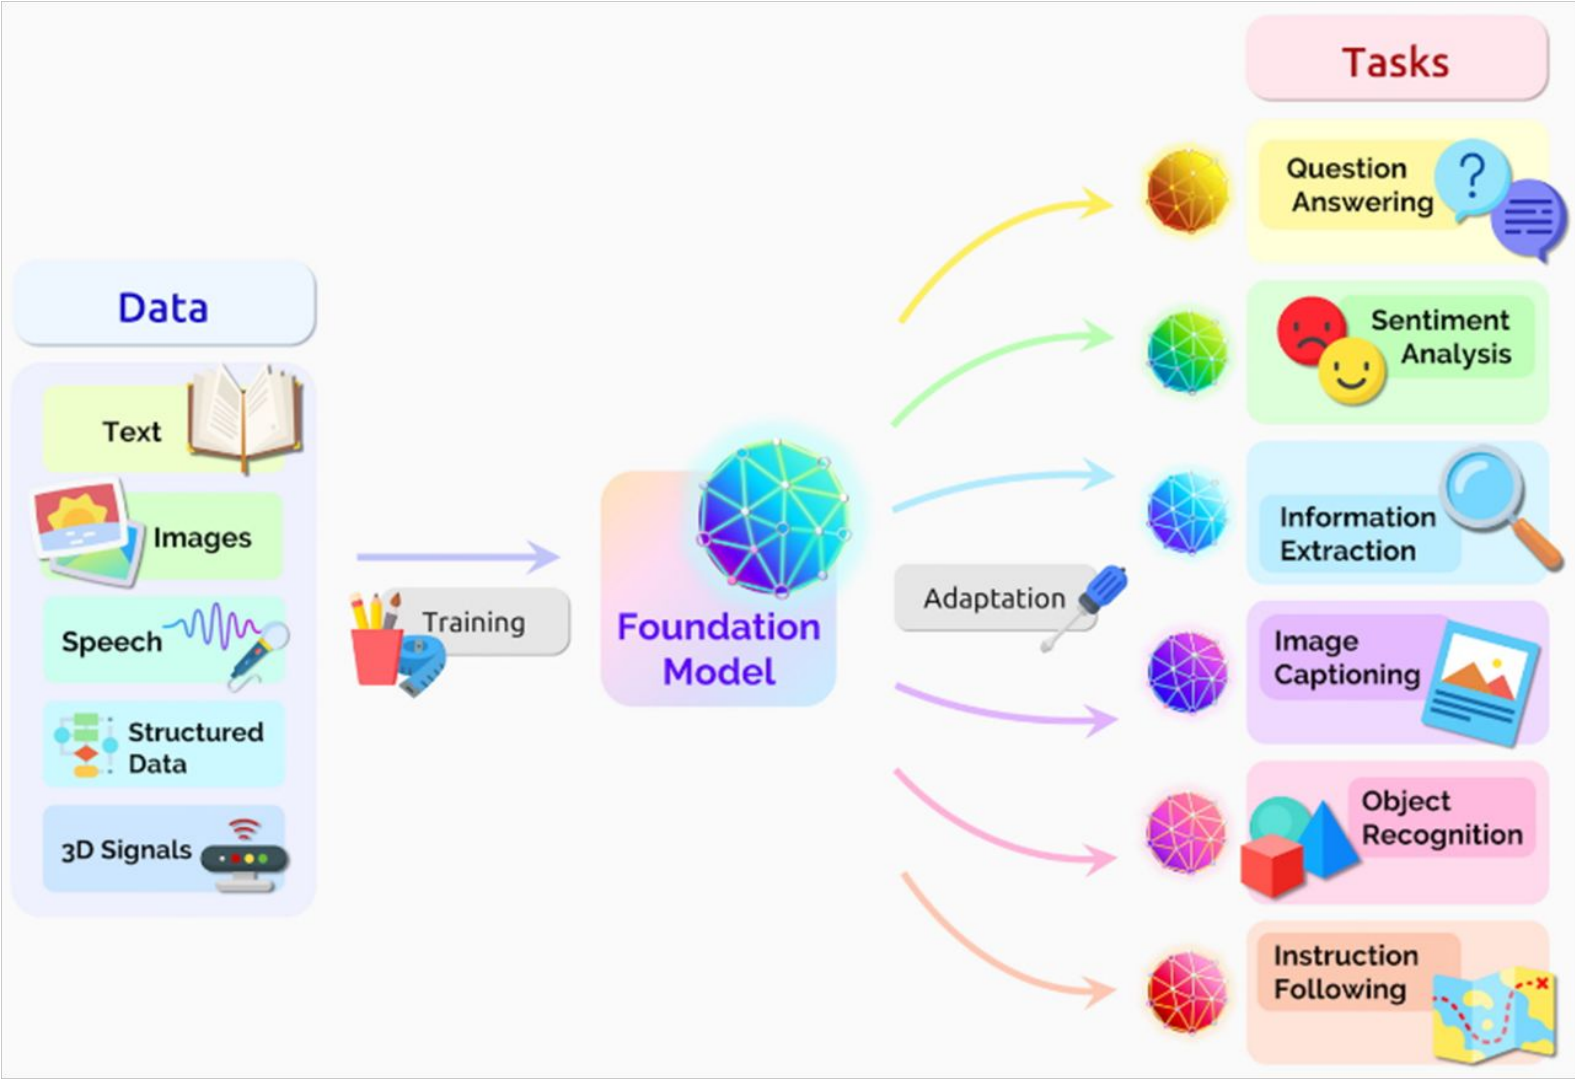 Data
Text
Images
Speech
Structured
Data
3D Signals
Training
Foundation
Model
Adaptation
Tasks
Question
Answering
Sentiment
Analysis
Information
Extraction
Image
Captioning
Object
Recognition
Instruction
Following